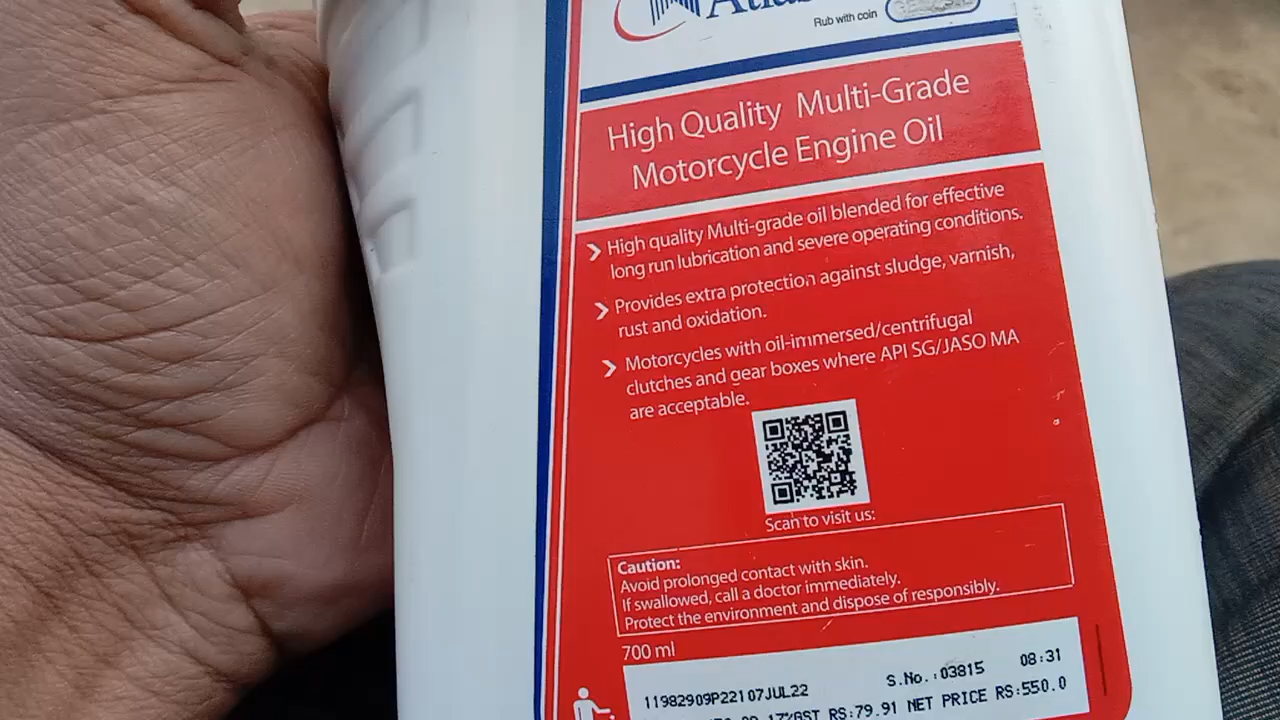 Rub with coin
High Quality Multi-Grade
Motorcycle Engine Oil
High quality Multi-grade oil blended for effective
long run lubrication and severe operating conditions.
Provides extra protection against sludge, varnish,
rust and oxidation.
Motorcycles with oil-immersed/centrifugal
clutches and gear boxes where API SG/JASO MA
are acceptable.
Scan to visit us:
Caution:
Avoid prolonged contact with skin.
If swallowed, call a doctor immediately.
Protect the environment and dispose of responsibly.
700 ml
11982909P22107JUL22 S.No.:03815 08:31
17%GST RS:79.91 NET PRICE RS:550.0